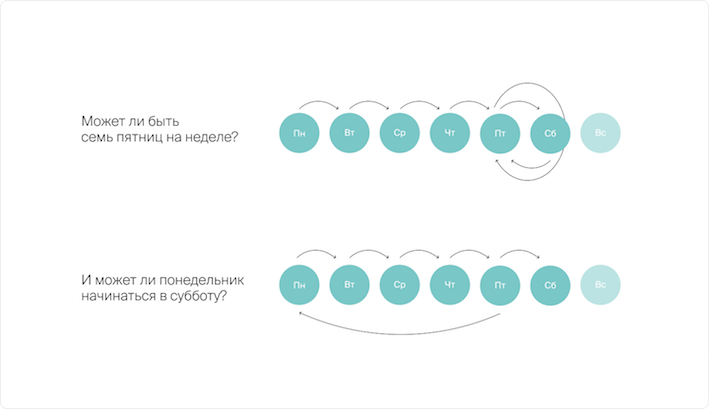 Может ли быть
семь пятниц на неделе?
Пн Вт Ср Чт Пт Сб Вс
И может ли понедельник
начинаться в субботу?
Пн Вт Ср Чт Пт Сб Вс